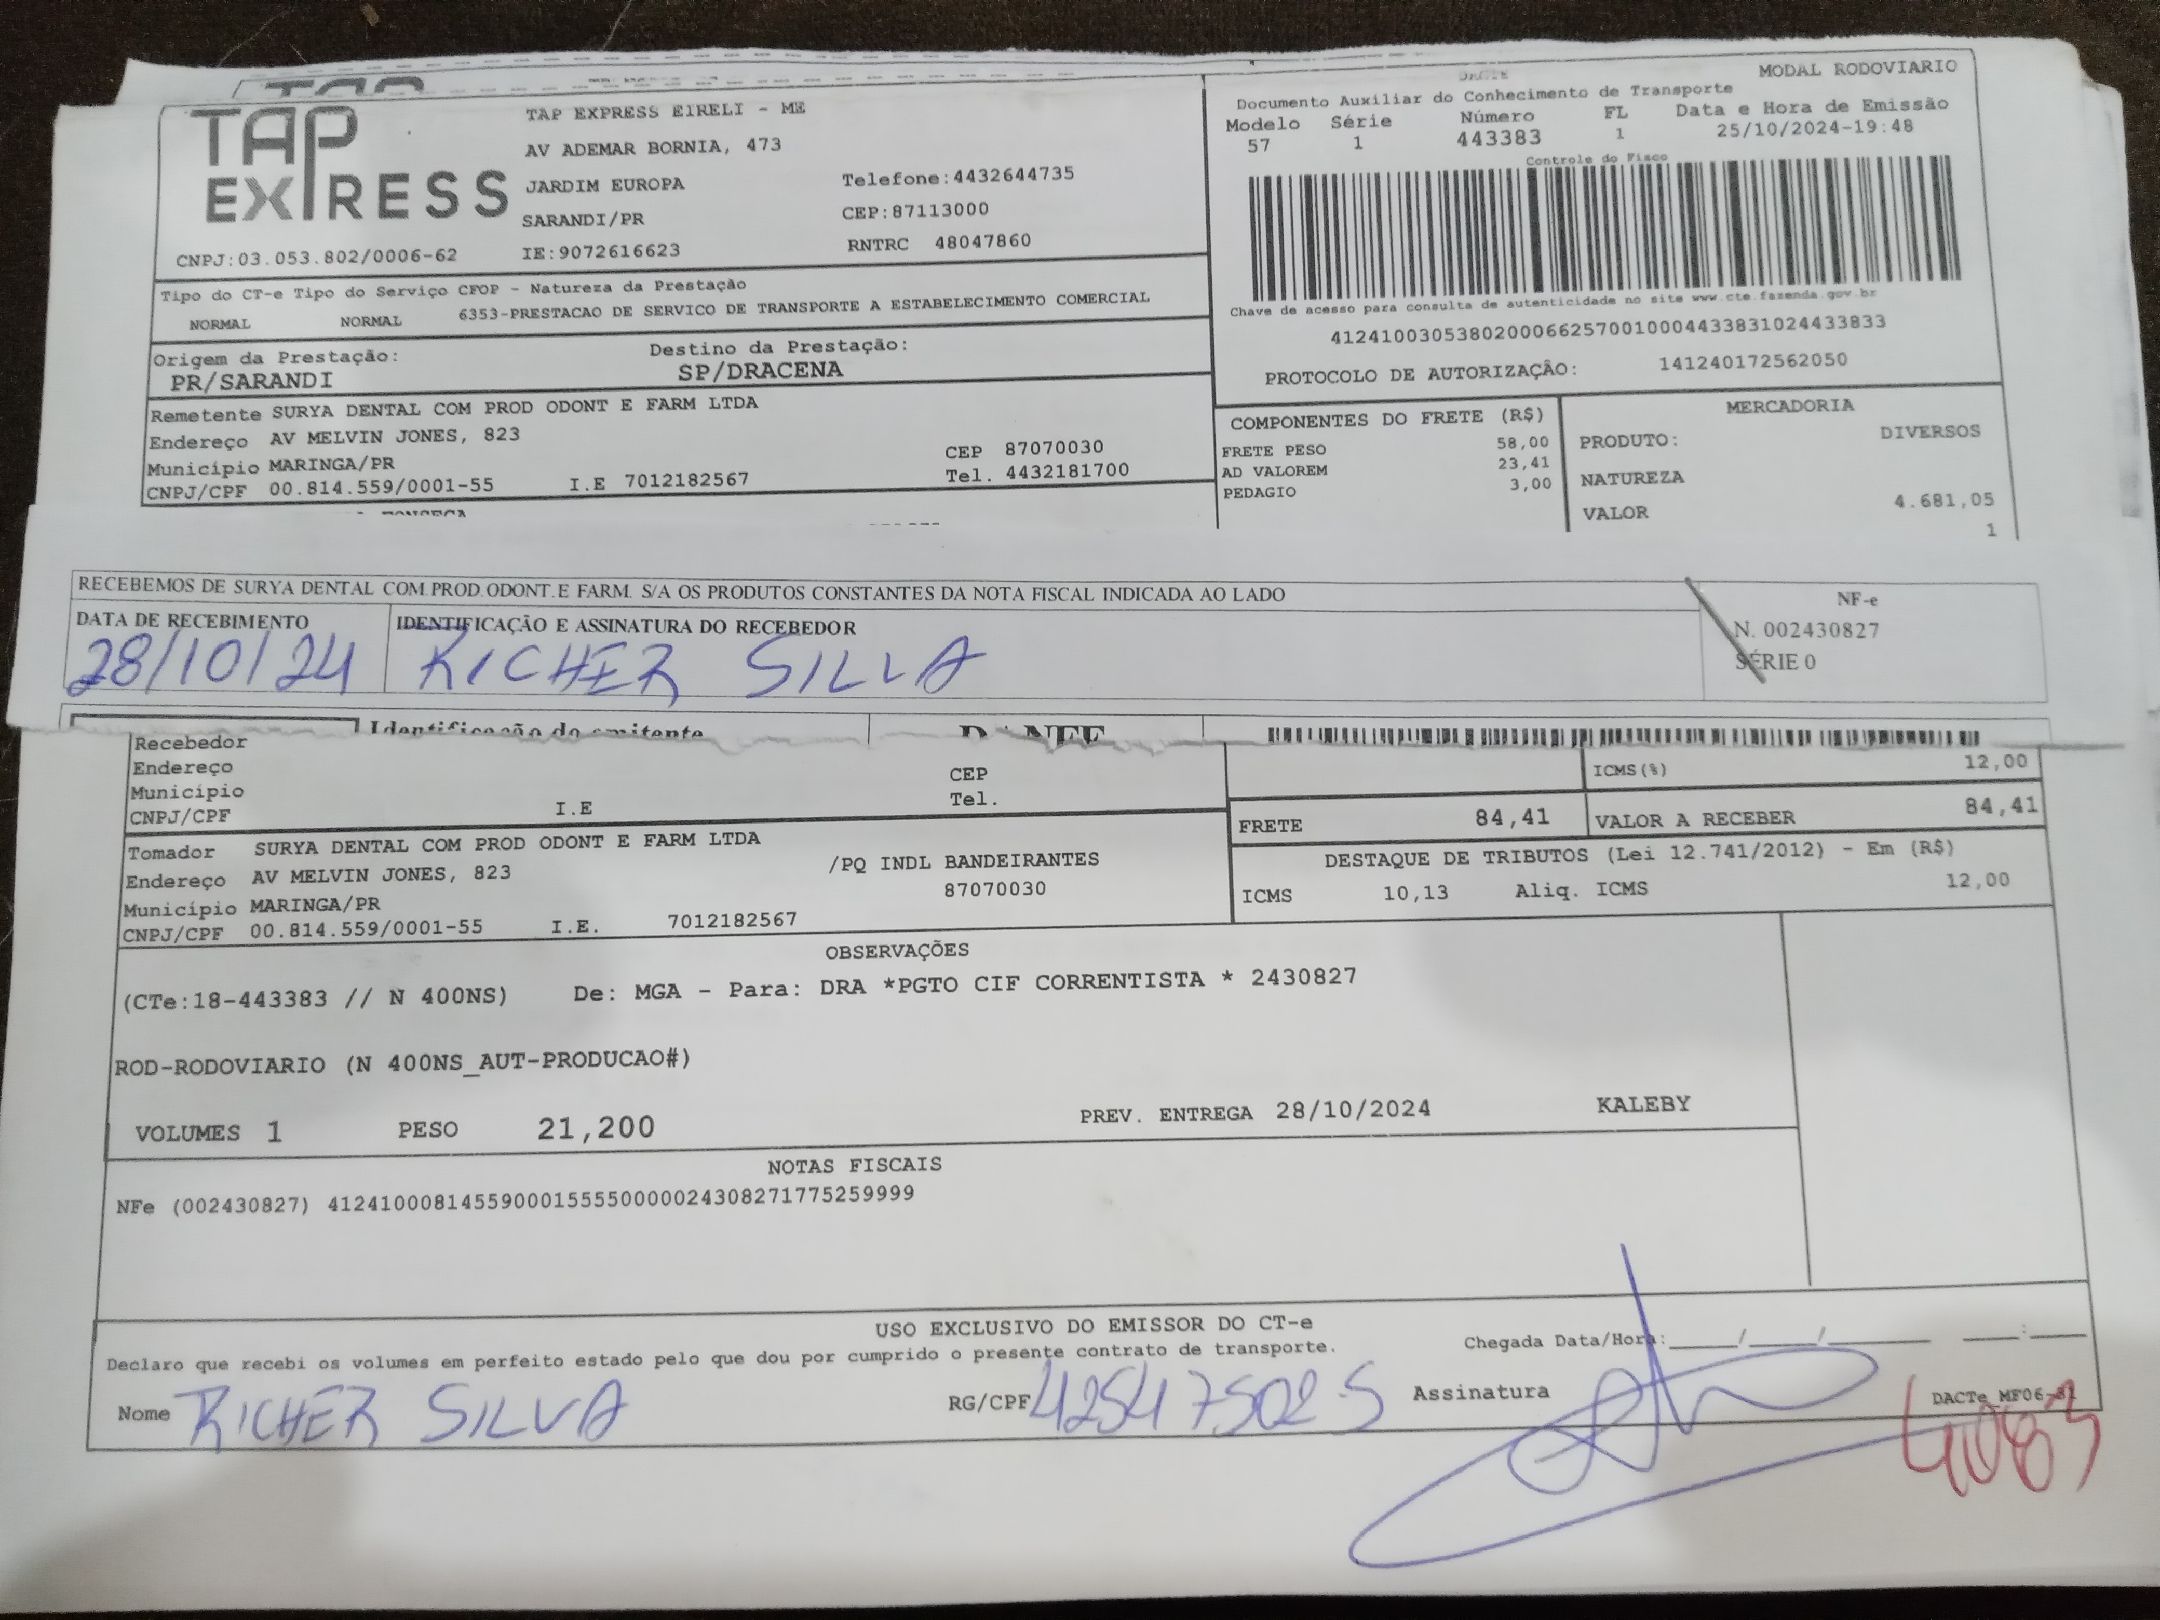 TAP EXPRESS
TAP EXPRESS EIRELI - ME
AV ADEMAR BORNIA, 473
JARDIM EUROPA
Telefone:4432644735
SARANDI/PR
CEP:87113000
CNPJ:03.053.802/0006-62
IE:9072616623
RNTRC 48047860
DACTE
MODAL RODOVIARIO
Documento Auxiliar do Conhecimento de Transporte
Modelo Série Número FL Data e Hora de Emissão
57 1 443383 1 25/10/2024-19:48
Controle do Fisco
Chave de acesso para consulta de autenticidade no site www.cte.fazenda.gov.br
41241003053802000662570010004433831024433833
PROTOCOLO DE AUTORIZAÇÃO: 141240172562050
Tipo do CT-e Tipo do Serviço CFOP - Natureza da Prestação
NORMAL NORMAL 6353-PRESTACAO DE SERVICO DE TRANSPORTE A ESTABELECIMENTO COMERCIAL
Origem da Prestação: Destino da Prestação:
PR/SARANDI SP/DRACENA
Remetente SURYA DENTAL COM PROD ODONT E FARM LTDA
Endereço AV MELVIN JONES, 823
Município MARINGA/PR CEP 87070030
CNPJ/CPF 00.814.559/0001-55 I.E 7012182567 Tel. 4432181700
COMPONENTES DO FRETE (R$)
FRETE PESO 58,00
AD VALOREM 23,41
PEDAGIO 3,00
MERCADORIA
PRODUTO: DIVERSOS
NATUREZA
VALOR 4.681,05
1
RECEBEMOS DE SURYA DENTAL COM.PROD.ODONT.E FARM. S/A OS PRODUTOS CONSTANTES DA NOTA FISCAL INDICADA AO LADO
DATA DE RECEBIMENTO IDENTIFICAÇÃO E ASSINATURA DO RECEBEDOR
28/10/24 RICHER SILVA
NF-e
N. 002430827
SÉRIE 0
Identificação do emitente DANFE
Recebedor
Endereço
Município CEP
CNPJ/CPF I.E Tel.
ICMS(%) 12,00
FRETE 84,41 VALOR A RECEBER 84,41
Tomador SURYA DENTAL COM PROD ODONT E FARM LTDA
Endereço AV MELVIN JONES, 823 /PQ INDL BANDEIRANTES
Município MARINGA/PR 87070030
CNPJ/CPF 00.814.559/0001-55 I.E. 7012182567
DESTAQUE DE TRIBUTOS (Lei 12.741/2012) - Em (R$)
ICMS 10,13 Aliq. ICMS 12,00
OBSERVAÇÕES
(CTe:18-443383 // N 400NS) De: MGA - Para: DRA *PGTO CIF CORRENTISTA * 2430827
ROD-RODOVIARIO (N 400NS_AUT-PRODUCAO#)
VOLUMES 1 PESO 21,200 PREV. ENTREGA 28/10/2024 KALEBY
NOTAS FISCAIS
NFe (002430827) 41241000814559000155550000024308271775259999
USO EXCLUSIVO DO EMISSOR DO CT-e
Declaro que recebi os volumes em perfeito estado pelo que dou por cumprido o presente contrato de transporte.
Chegada Data/Hora:____/____/______ ___:___
Nome RICHER SILVA RG/CPF 42547502-5 Assinatura
4083